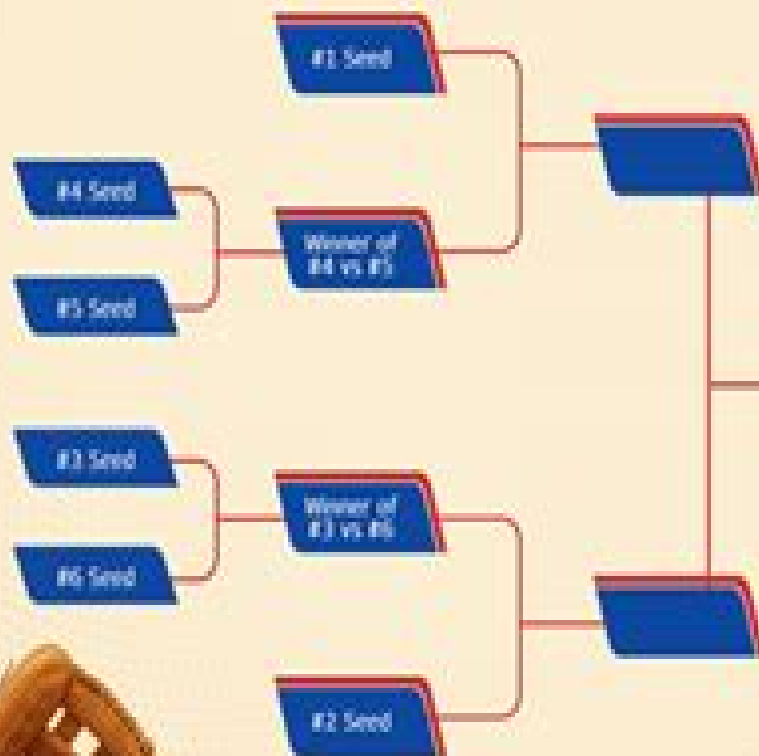 #1 Seed
#4 Seed
Winner of
#4 vs #5
#5 Seed
#3 Seed
Winner of
#3 vs #6
#6 Seed
#2 Seed